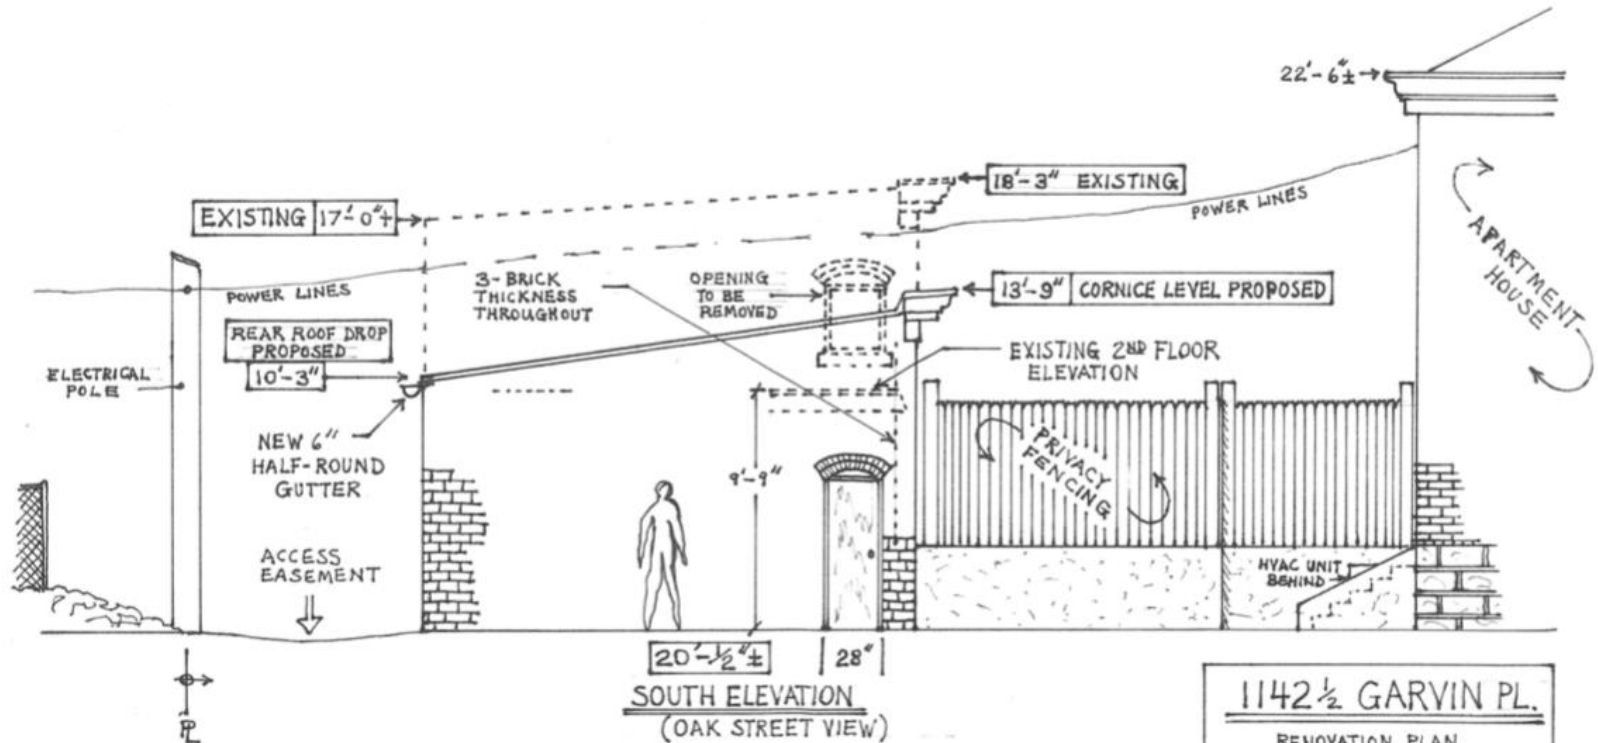 22'-6"±
18'-3" EXISTING
EXISTING 17'-0"±
POWER LINES
APARTMENT
HOUSE
3-BRICK
THICKNESS
THROUGHOUT
OPENING
TO BE
REMOVED
13'-9" CORNICE LEVEL PROPOSED
POWER LINES
REAR ROOF DROP
PROPOSED
10'-3"
EXISTING 2ND FLOOR
ELEVATION
ELECTRICAL
POLE
NEW 6"
HALF-ROUND
GUTTER
PRIVACY
FENCING
9'-9"
ACCESS
EASEMENT
HVAC UNIT
BEHIND
20'-½"±
28"
SOUTH ELEVATION
(OAK STREET VIEW)
PL
1142½ GARVIN PL.
RENOVATION PLAN